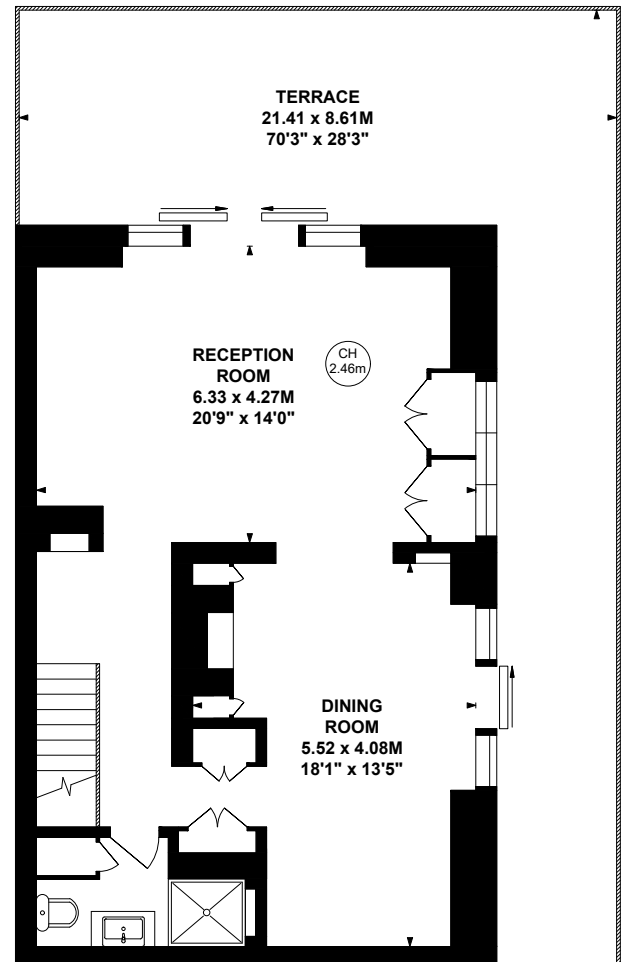 TERRACE
21.41 x 8.61M
70'3" x 28'3"
RECEPTION
ROOM
6.33 x 4.27M
20'9" x 14'0"
CH
2.46m
DINING
ROOM
5.52 x 4.08M
18'1" x 13'5"